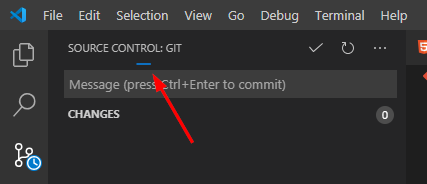 File Edit Selection View Go Debug Terminal Help
SOURCE CONTROL: GIT
Message (press Ctrl+Enter to commit)
CHANGES 0